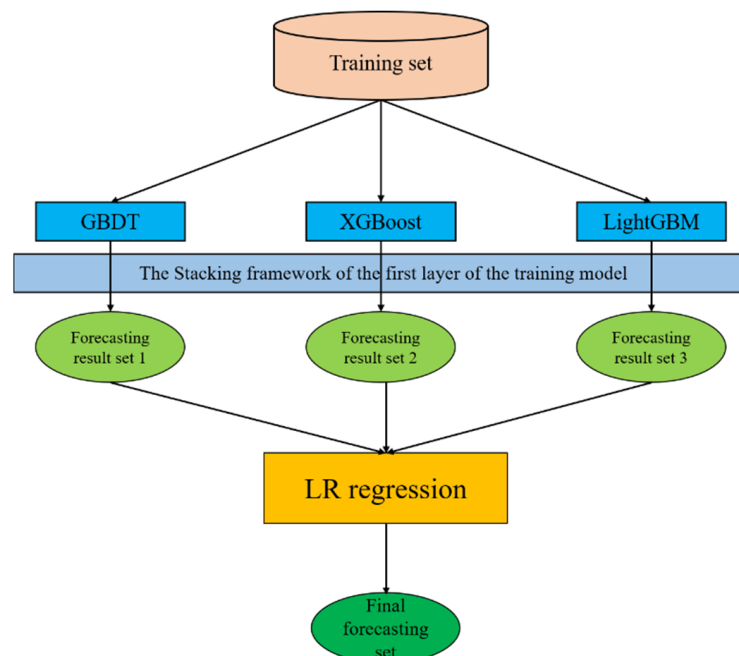 Training set
GBDT
XGBoost
LightGBM
The Stacking framework of the first layer of the training model
Forecasting
result set 1
Forecasting
result set 2
Forecasting
result set 3
LR regression
Final
forecasting
set